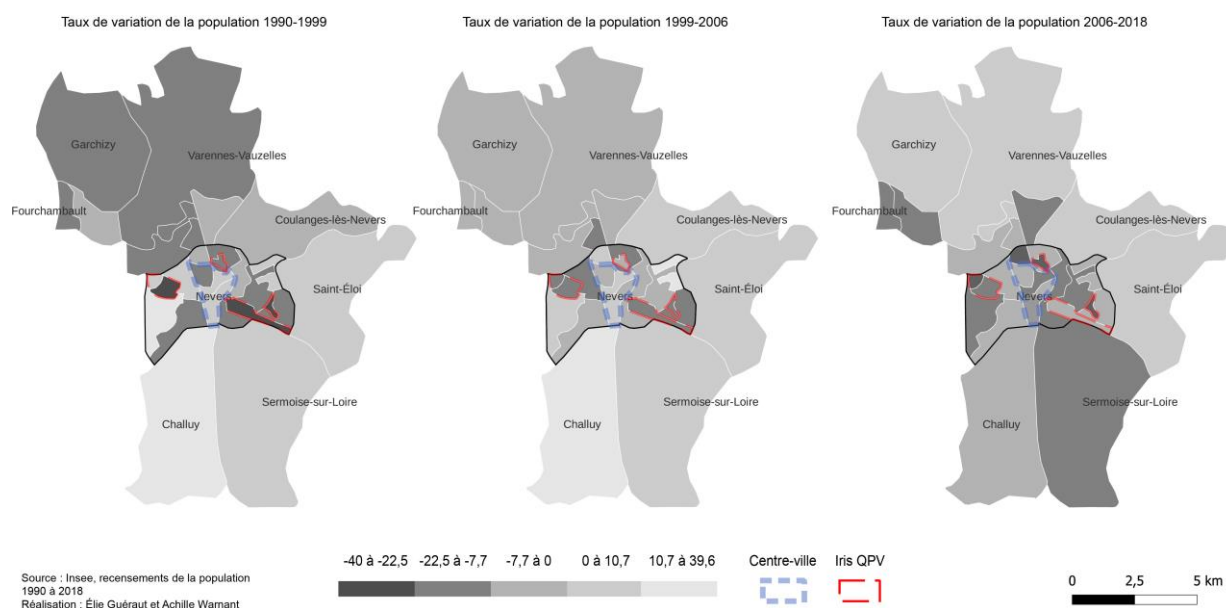 Taux de variation de la population 1990-1999
Taux de variation de la population 1999-2006
Taux de variation de la population 2006-2018
Garchizy
Varennes-Vauzelles
Fourchambault
Coulanges-lès-Nevers
Saint-Éloi
Nevers
Sermoise-sur-Loire
Challuy
Garchizy
Varennes-Vauzelles
Fourchambault
Coulanges-lès-Nevers
Saint-Éloi
Nevers
Sermoise-sur-Loire
Challuy
Garchizy
Varennes-Vauzelles
Fourchambault
Coulanges-lès-Nevers
Saint-Éloi
Nevers
Sermoise-sur-Loire
Challuy
-40 à -22,5 -22,5 à -7,7 -7,7 à 0 0 à 10,7 10,7 à 39,6
Centre-ville
Iris QPV
0 2,5 5 km
Source : Insee, recensements de la population
1990 à 2018
Réalisation : Élie Guéraut et Achille Warnant